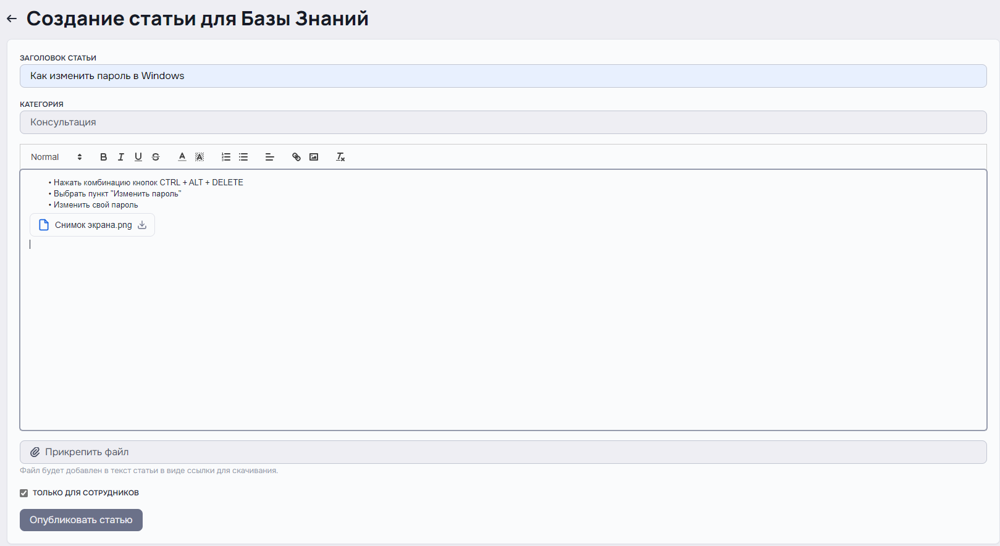 Создание статьи для Базы Знаний
ЗАГОЛОВОК СТАТЬИ
Как изменить пароль в Windows
КАТЕГОРИЯ
Консультация
Normal
• Нажать комбинацию кнопок CTRL + ALT + DELETE
• Выбрать пункт "Изменить пароль"
• Изменить свой пароль
Снимок экрана.png
Прикрепить файл
Файл будет добавлен в текст статьи в виде ссылки для скачивания.
ТОЛЬКО ДЛЯ СОТРУДНИКОВ
Опубликовать статью